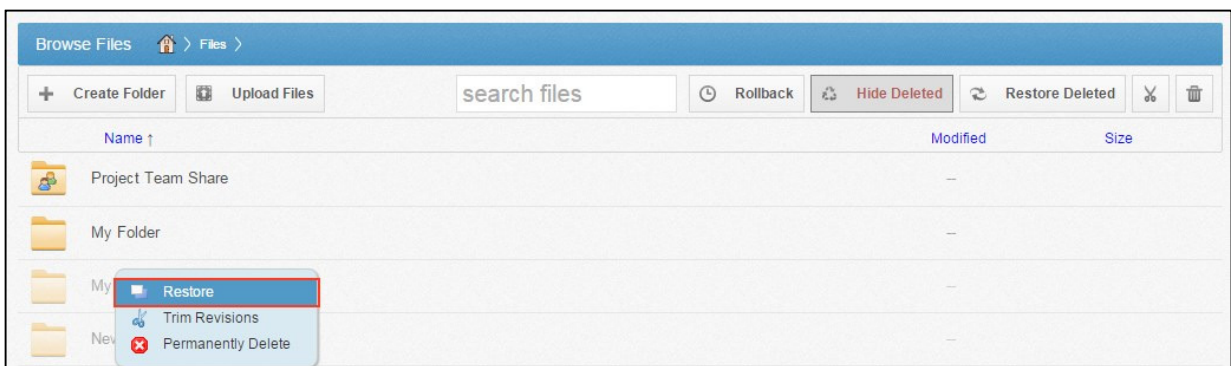 Browse Files > Files >
Create Folder Upload Files search files Rollback Hide Deleted Restore Deleted
Name ↑ Modified Size
Project Team Share --
My Folder --
My --
Restore
Trim Revisions
New --
Permanently Delete